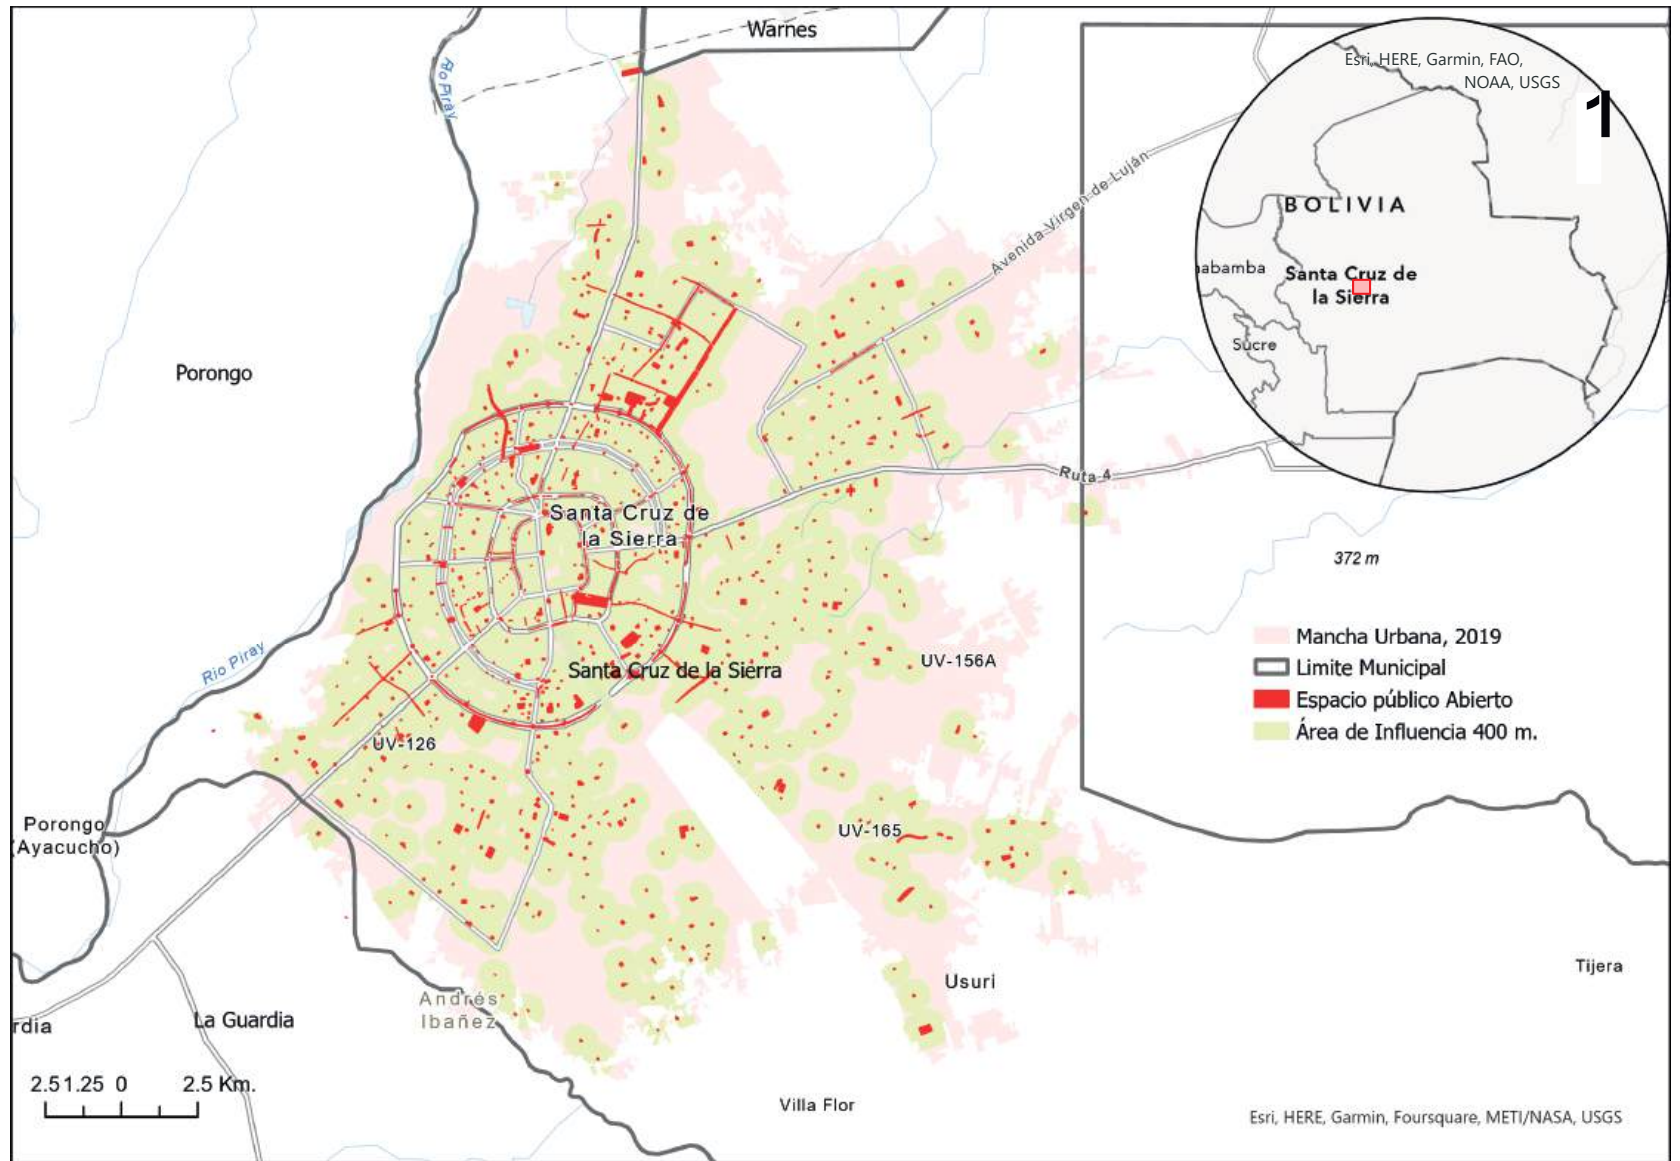 Warnes
Esri, HERE, Garmin, FAO,
NOAA, USGS
1
Rio Piray
Avenida Virgen de Luján
BOLIVIA
abamba
Santa Cruz de
la Sierra
Sucre
Porongo
Ruta 4
Santa Cruz de
la Sierra
372 m
Mancha Urbana, 2019
Limite Municipal
Espacio público Abierto
Área de Influencia 400 m.
Rio Piray
Santa Cruz de la Sierra
UV-156A
UV-126
Porongo
(Ayacucho)
UV-165
Tijera
Usuri
Andrés
Ibañez
La Guardia
rdia
2.5 1.25 0 2.5 Km.
Villa Flor
Esri, HERE, Garmin, Foursquare, METI/NASA, USGS